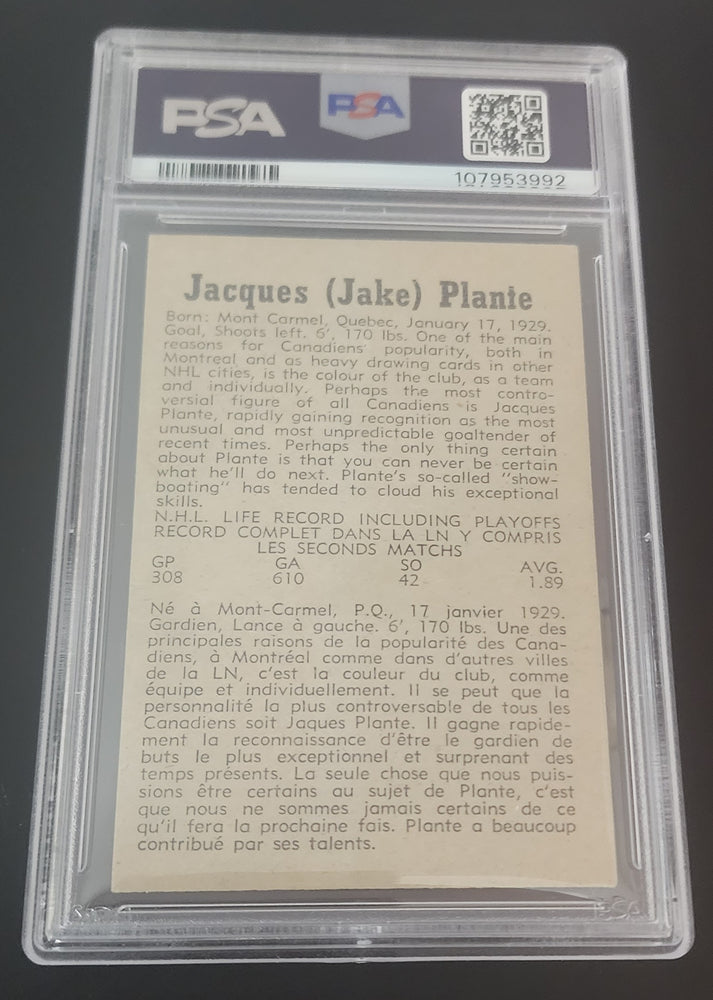 PSA
PSA
107953992
Jacques (Jake) Plante
Born: Mont Carmel, Quebec, January 17, 1929.
Goal, Shoots left. 6', 170 lbs. One of the main
reasons for Canadiens' popularity, both in
Montreal and as heavy drawing cards in other
NHL cities, is the colour of the club, as a team
and individually. Perhaps the most contro-
versial figure of all Canadiens is Jacques
Plante, rapidly gaining recognition as the most
unusual and most unpredictable goaltender of
recent times. Perhaps the only thing certain
about Plante is that you can never be certain
what he'll do next. Plante's so-called "show-
boating" has tended to cloud his exceptional
skills.
N.H.L. LIFE RECORD INCLUDING PLAYOFFS
RECORD COMPLET DANS LA LN Y COMPRIS
LES SECONDS MATCHS
GP GA SO AVG.
308 610 42 1.89
Né à Mont-Carmel, P.Q., 17 janvier 1929.
Gardien, Lance à gauche. 6', 170 lbs. Une des
principales raisons de la popularité des Cana-
diens, à Montréal comme dans d'autres villes
de la LN, c'est la couleur du club, comme
équipe et individuellement. Il se peut que la
personnalité la plus controversable de tous les
Canadiens soit Jaques Plante. Il gagne rapide-
ment la reconnaissance d'être le gardien de
buts le plus exceptionnel et surprenant des
temps présents. La seule chose que nous puis-
sions être certains au sujet de Plante, c'est
que nous ne sommes jamais certains de ce
qu'il fera la prochaine fais. Plante a beaucoup
contribué par ses talents.
PSA